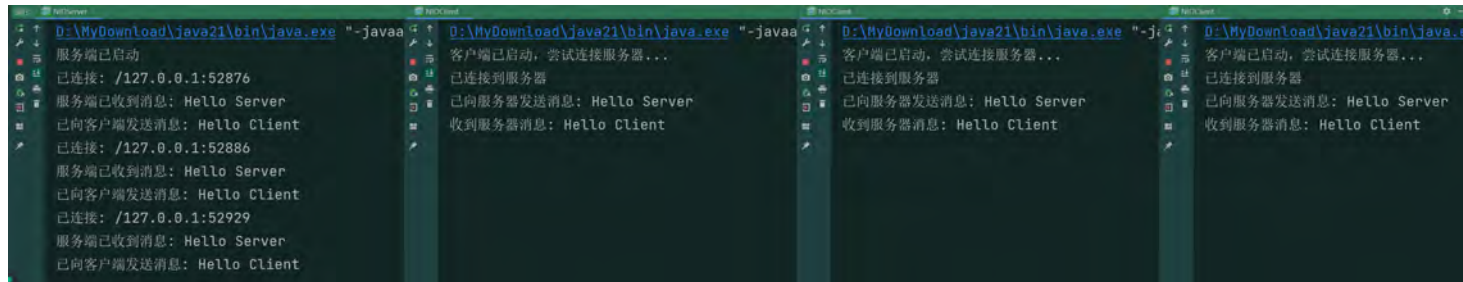 NIOServer
D:\MyDownload\java21\bin\java.exe "-javaa
服务端已启动
已连接: /127.0.0.1:52876
服务端已收到消息: Hello Server
已向客户端发送消息: Hello Client
已连接: /127.0.0.1:52886
服务端已收到消息: Hello Server
已向客户端发送消息: Hello Client
已连接: /127.0.0.1:52929
服务端已收到消息: Hello Server
已向客户端发送消息: Hello Client
NIOClient
D:\MyDownload\java21\bin\java.exe "-javaa
客户端已启动, 尝试连接服务器...
已连接到服务器
已向服务器发送消息: Hello Server
收到服务器消息: Hello Client
NIOClient
D:\MyDownload\java21\bin\java.exe "-ja
客户端已启动, 尝试连接服务器...
已连接到服务器
已向服务器发送消息: Hello Server
收到服务器消息: Hello Client
NIOClient
D:\MyDownload\java21\bin\java.e
客户端已启动, 尝试连接服务器...
已连接到服务器
已向服务器发送消息: Hello Server
收到服务器消息: Hello Client